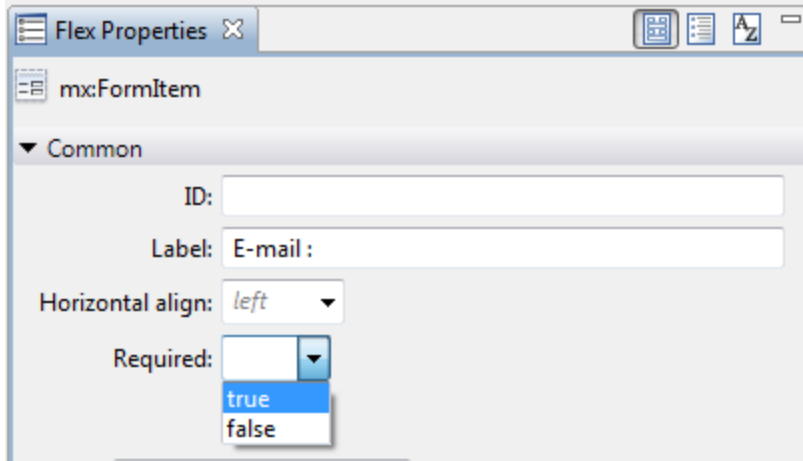 Flex Properties
mx:FormItem
Common
ID:
Label: E-mail :
Horizontal align: left
Required:
true
false